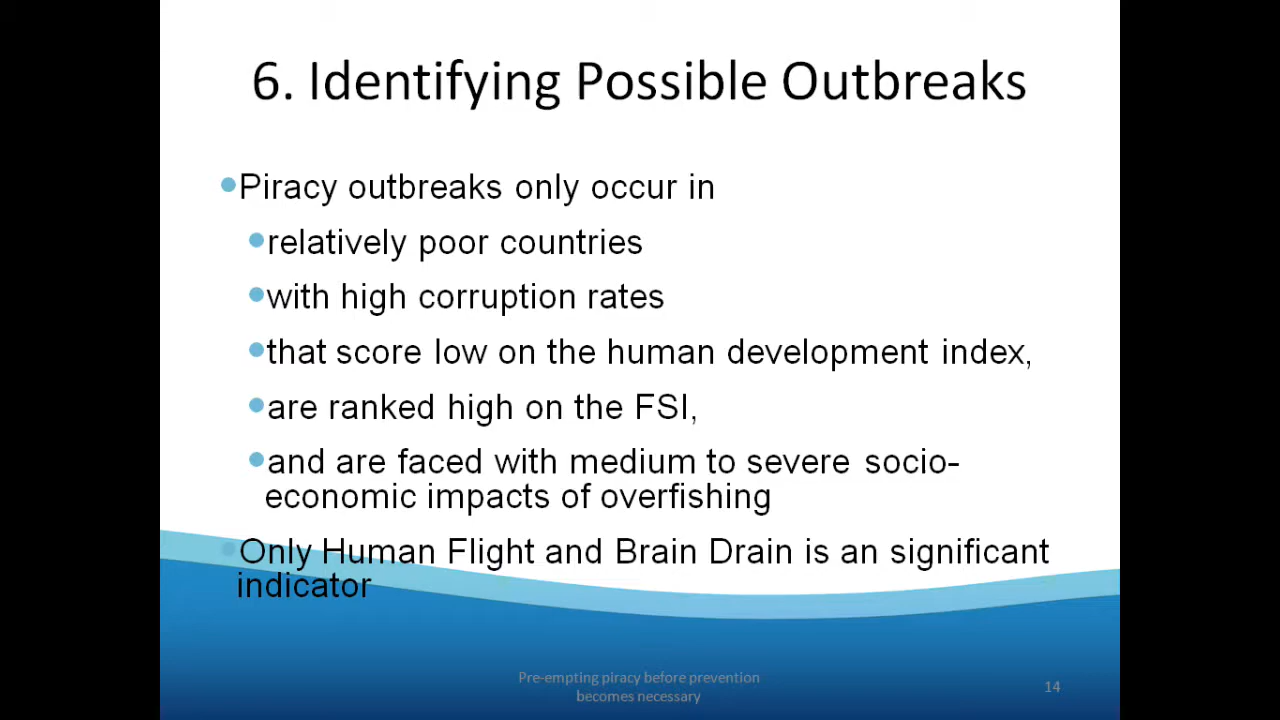 6. Identifying Possible Outbreaks
Piracy outbreaks only occur in
relatively poor countries
with high corruption rates
that score low on the human development index,
are ranked high on the FSI,
and are faced with medium to severe socio-
economic impacts of overfishing
Only Human Flight and Brain Drain is an significant
indicator
Pre-empting piracy before prevention
becomes necessary
14